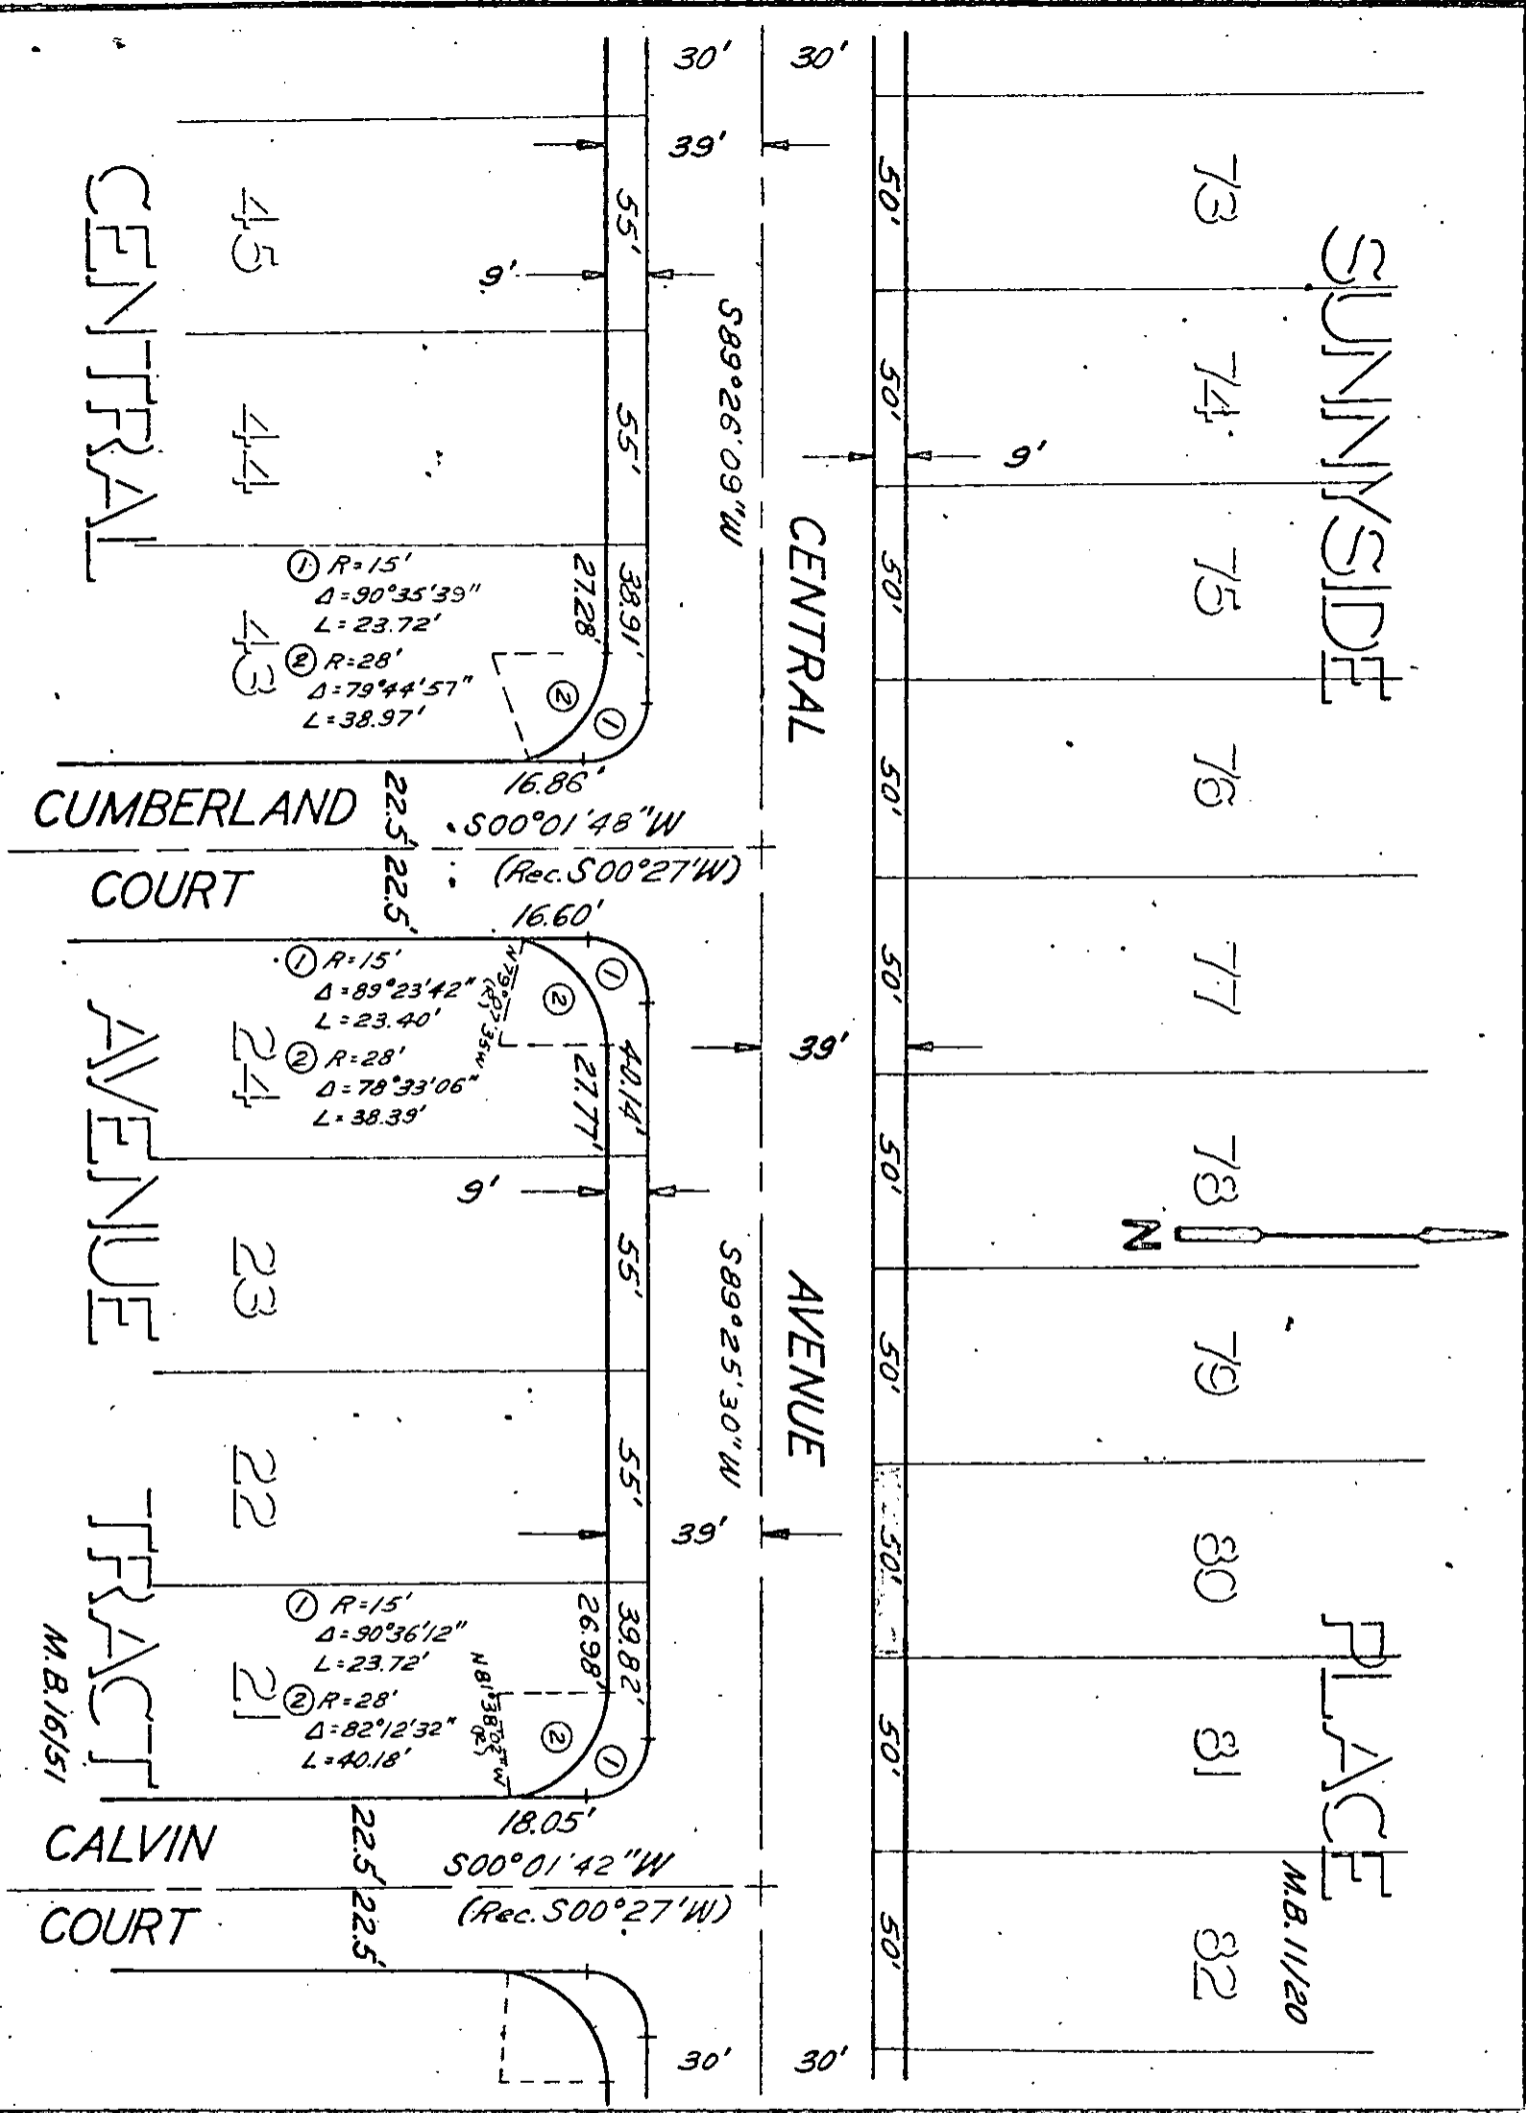 SUNNYSIDE PLACE
M.B. 11/20
73
74
75
76
77
78
79
80
81
82
N
50'
50'
50'
50'
50'
50'
50'
50'
50'
50'
9'
30'
30'
39'
39'
39'
30'
30'
CENTRAL AVENUE
S89°26'09"W
S89°25'30"W
55'
55'
38.91'
27.28'
9'
40.14'
27.77'
9'
55'
55'
39.82'
26.98'
45
44
43
① R=15'
Δ=90°35'39"
L=23.72'
② R=28'
Δ=79°44'57"
L=38.97'
②
①
16.86'
S00°01'48"W
(Rec. S00°27'W)
16.60'
CUMBERLAND
COURT
22.5'
22.5'
24
① R=15'
Δ=89°23'42"
L=23.40'
② R=28'
Δ=78°33'06"
L=38.39'
N79°07'35"W
(R)
①
②
23
22
21
① R=15'
Δ=90°36'12"
L=23.72'
② R=28'
Δ=82°12'32"
L=40.18'
N81°38'02"W
(R)
②
①
18.05'
S00°01'42"W
(Rec. S00°27'W)
CALVIN
COURT
22.5'
22.5'
CENTRAL AVENUE TRACT
M.B. 16/51